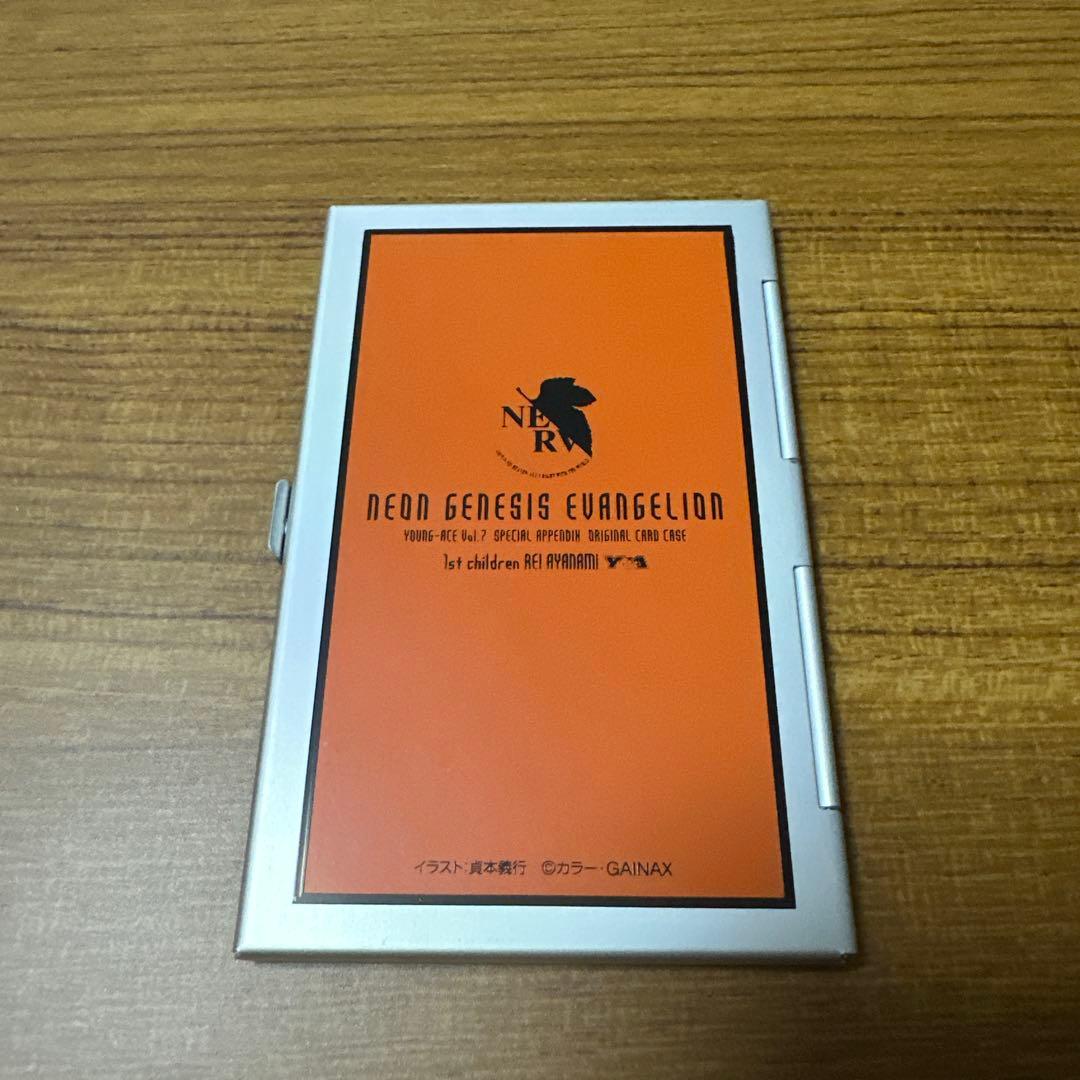 NERV
NEON GENESIS EVANGELION
YOUNG-ACE Vol.7 SPECIAL APPENDIX ORIGINAL CARD CASE
1st children REI AYANAMI
イラスト:貞本義行 ©カラー・GAINAX